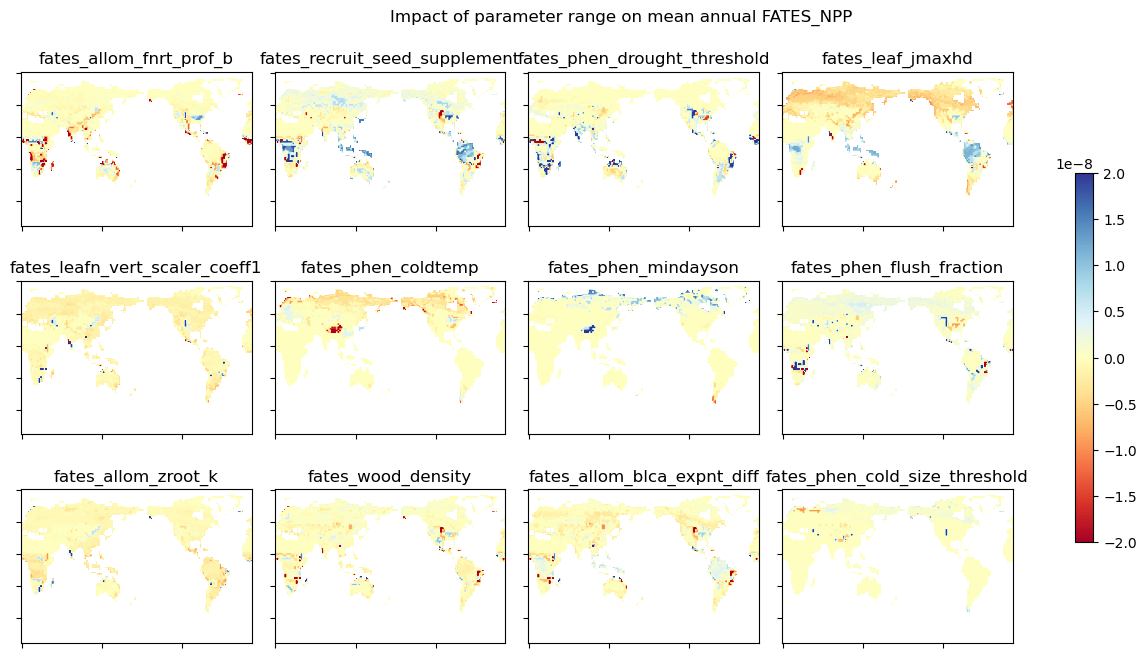 Impact of parameter range on mean annual FATES_NPP
fates_allom_fnrt_prof_b
fates_recruit_seed_supplement
fates_phen_drought_threshold
fates_leaf_jmaxhd
fates_leafn_vert_scaler_coeff1
fates_phen_coldtemp
fates_phen_mindayson
fates_phen_flush_fraction
fates_allom_zroot_k
fates_wood_density
fates_allom_blca_expnt_diff
fates_phen_cold_size_threshold
1e−8
2.0
1.5
1.0
0.5
0.0
−0.5
−1.0
−1.5
−2.0